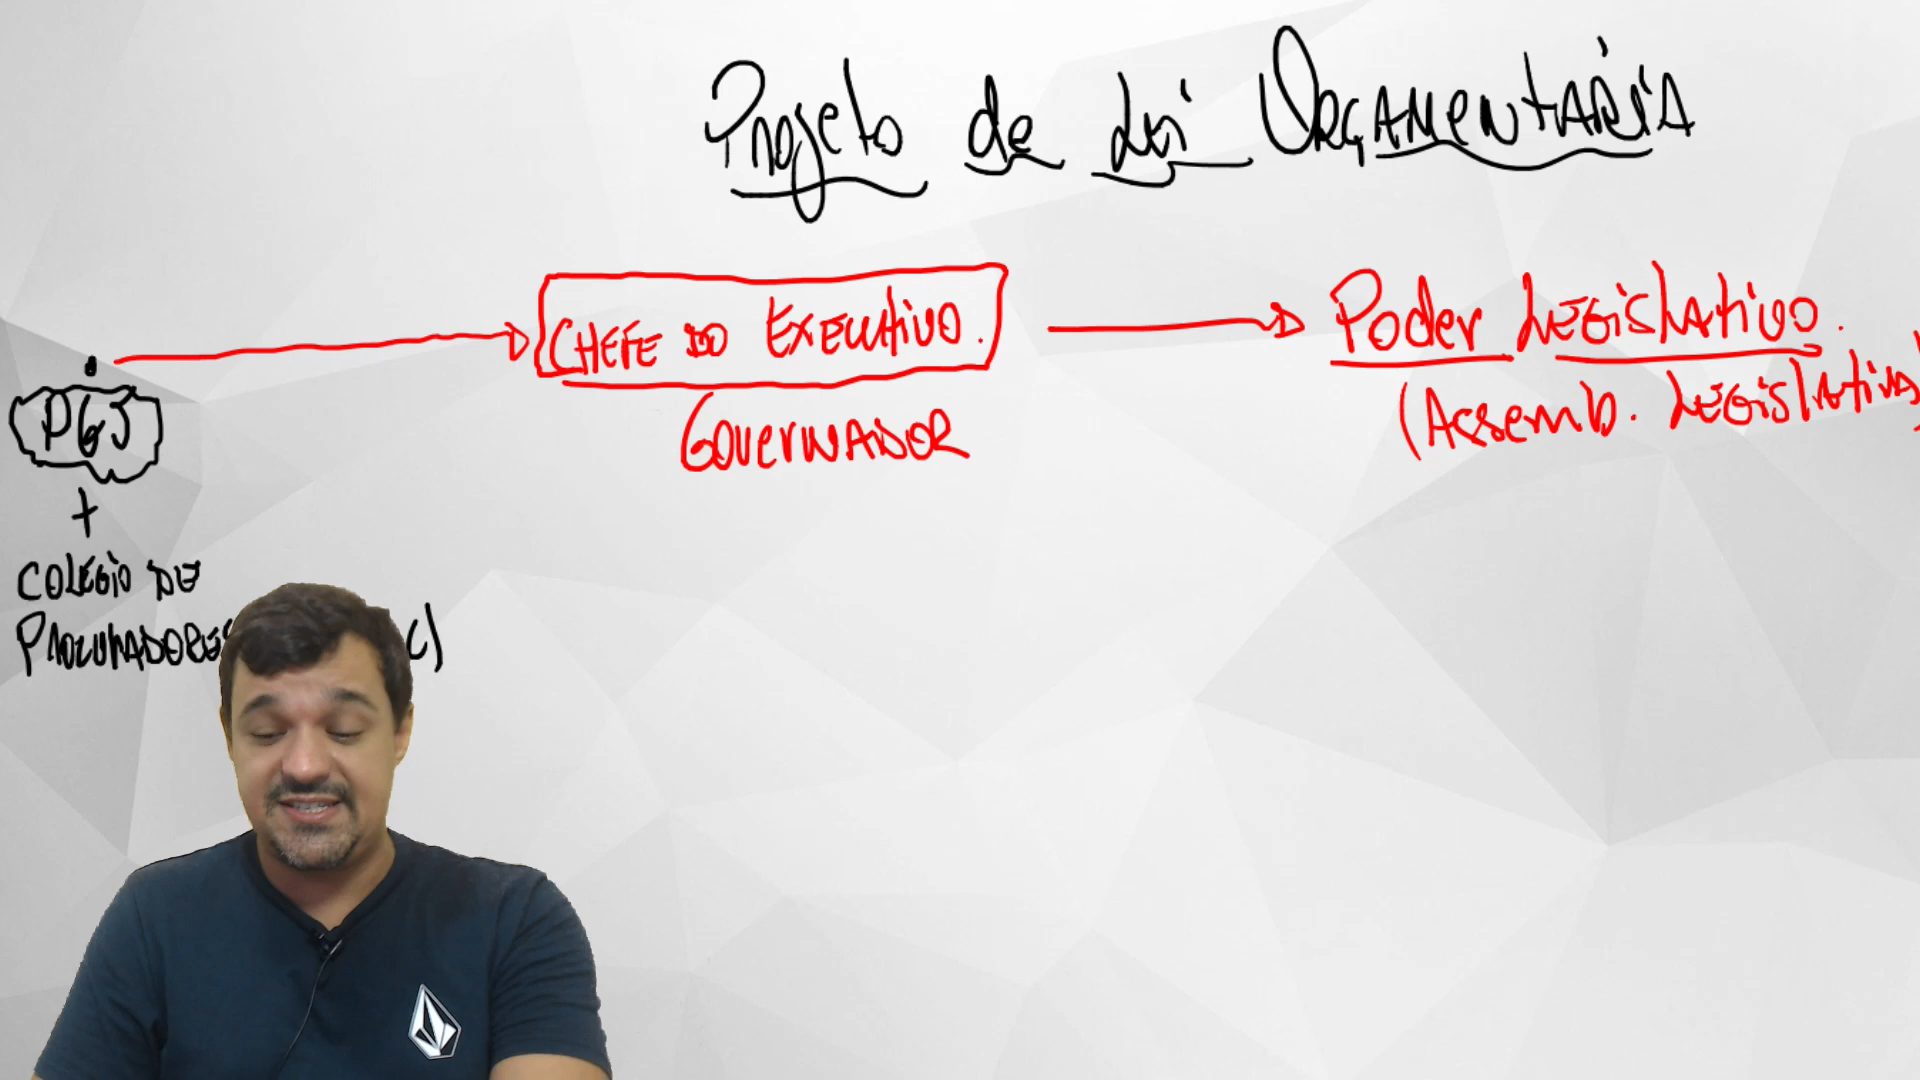 Projeto de Lei Orçamentária
CHEFE DO EXECUTIVO.
GOVERNADOR
Poder Legislativo.
(Assemb. Legislativa)
PGJ
+
COLÉGIO DE
PROCURADORES